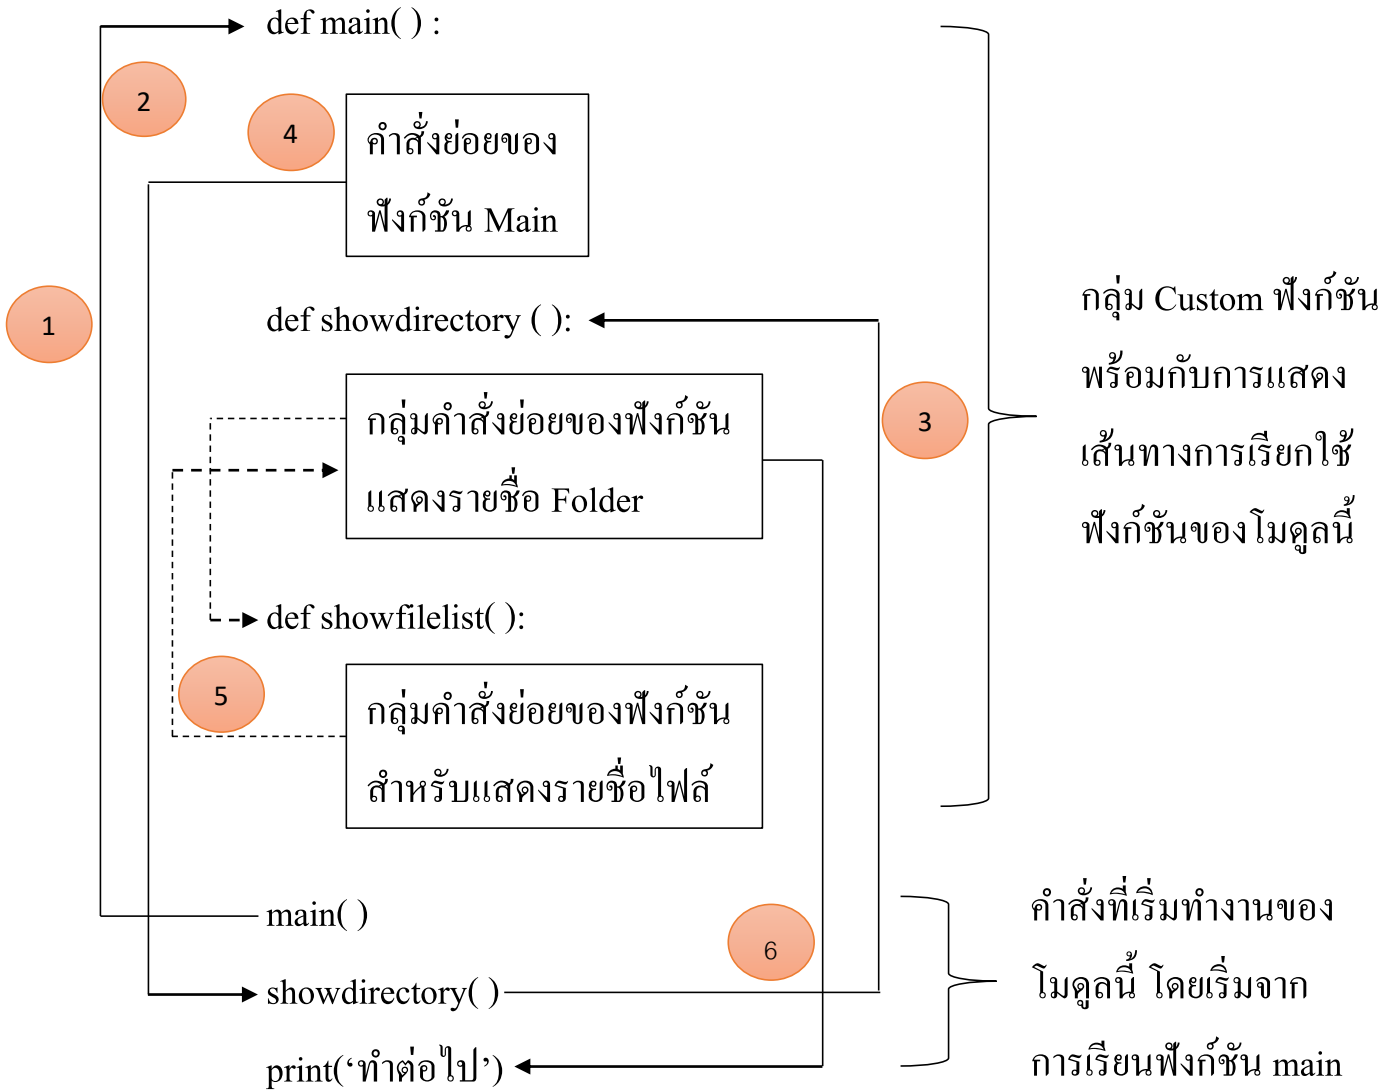 def main( ) :
2
4
คำสั่งย่อยของ
ฟังก์ชัน Main
1
def showdirectory ( ):
กลุ่ม Custom ฟังก์ชัน
พร้อมกับการแสดง
เส้นทางการเรียกใช้
ฟังก์ชันของโมดูลนี้
3
กลุ่มคำสั่งย่อยของฟังก์ชัน
แสดงรายชื่อ Folder
def showfilelist( ):
5
กลุ่มคำสั่งย่อยของฟังก์ชัน
สำหรับแสดงรายชื่อไฟล์
main( )
6
showdirectory( )
print(‘ทำต่อไป’)
คำสั่งที่เริ่มทำงานของ
โมดูลนี้ โดยเริ่มจาก
การเรียนฟังก์ชัน main